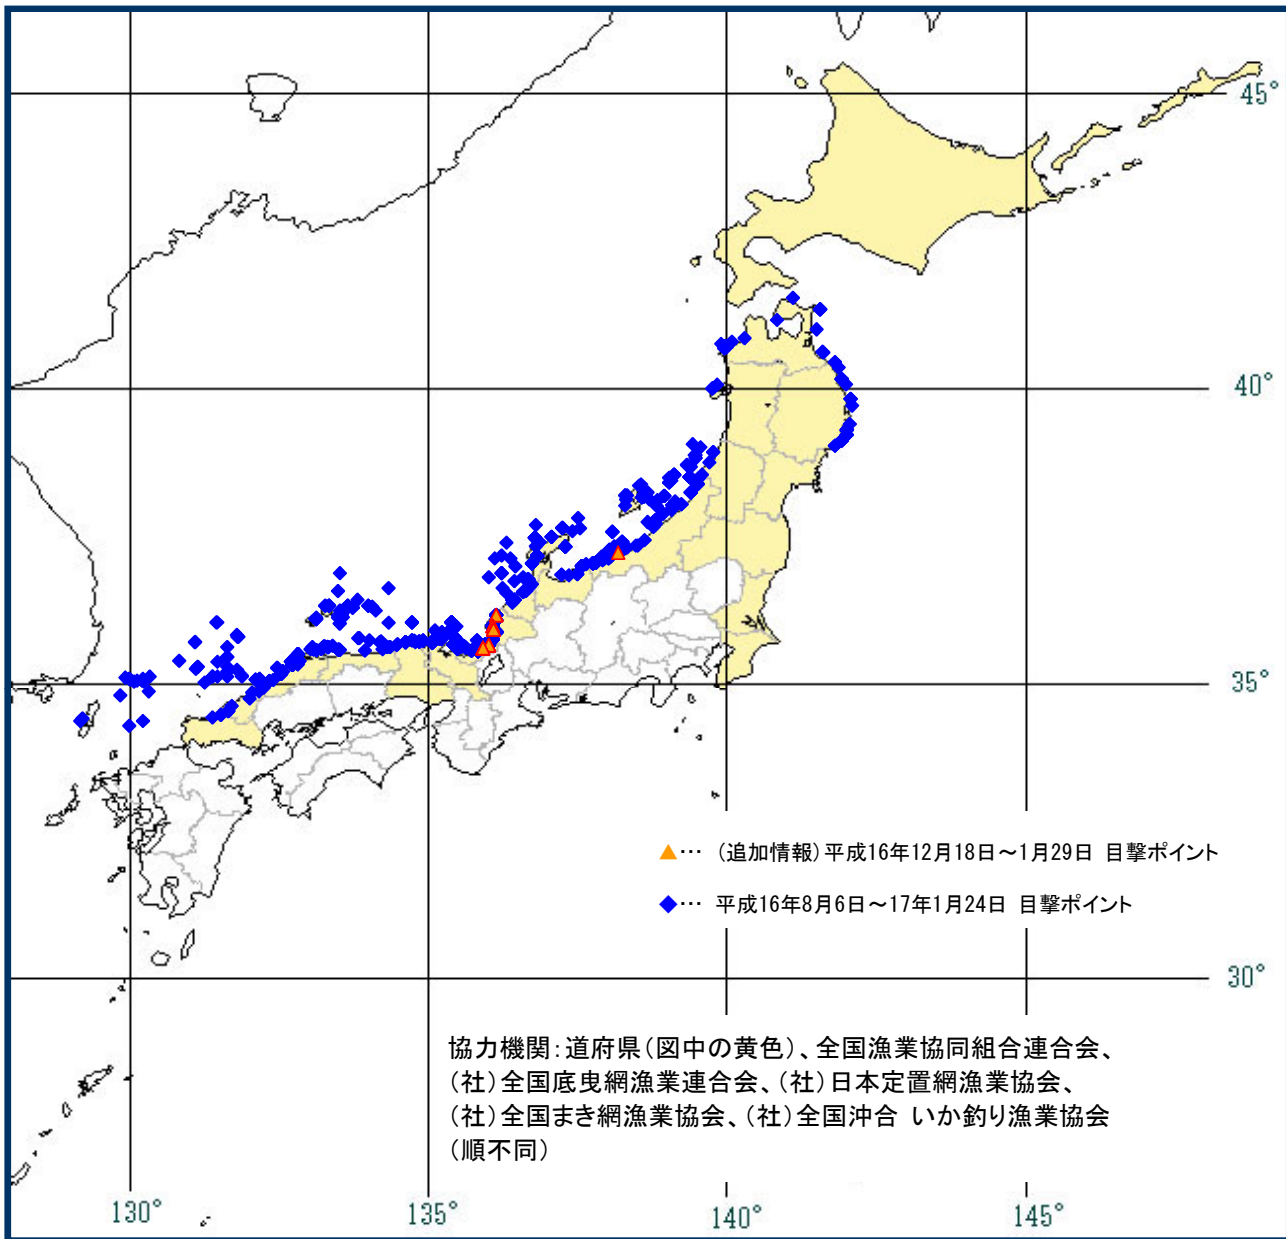 45°
40°
35°
▲… (追加情報)平成16年12月18日～1月29日 目撃ポイント
◆… 平成16年8月6日～17年1月24日 目撃ポイント
30°
協力機関：道府県(図中の黄色)、全国漁業協同組合連合会、
(社)全国底曳網漁業連合会、(社)日本定置網漁業協会、
(社)全国まき網漁業協会、(社)全国沖合 いか釣り漁業協会
(順不同)
130°
135°
140°
145°